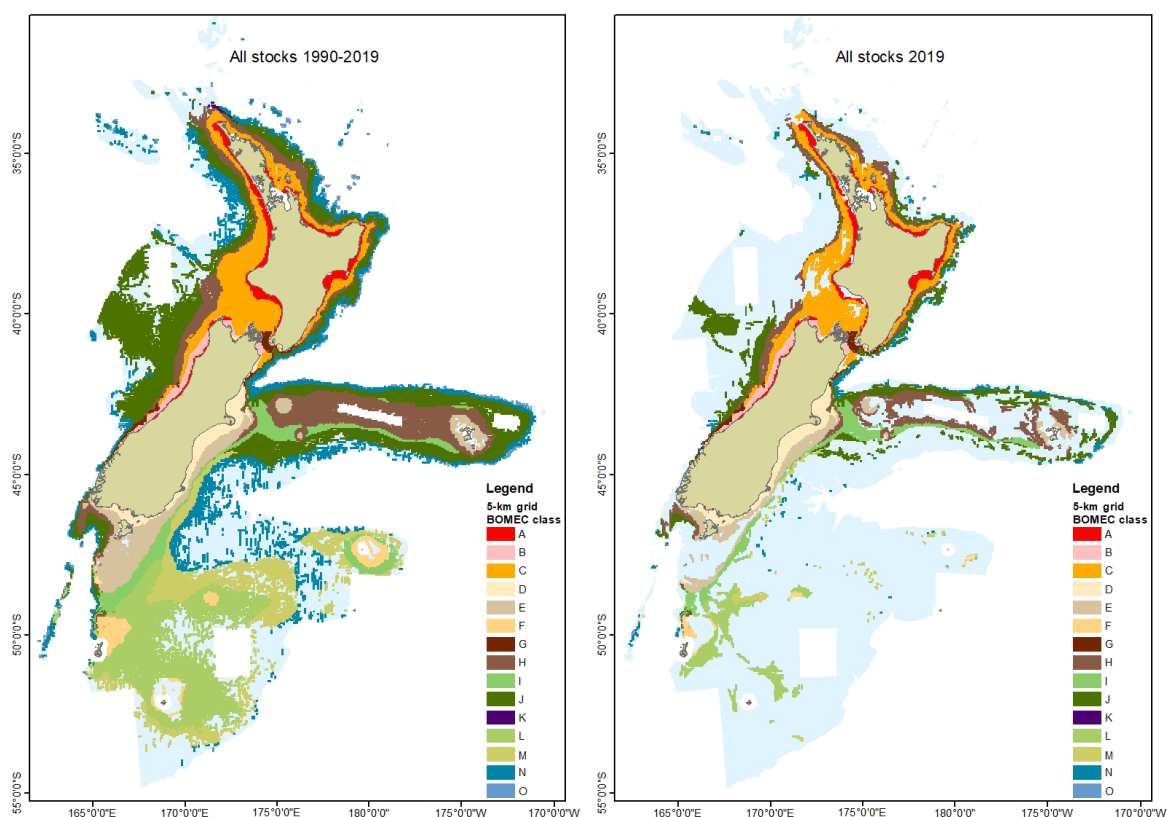 All stocks 1990-2019
35°0'0"S
40°0'0"S
45°0'0"S
50°0'0"S
55°0'0"S
165°0'0"E
170°0'0"E
175°0'0"E
180°0'0"
175°0'0"W
170°0'0"W
Legend
5-km grid
BOMEC class
A
B
C
D
E
F
G
H
I
J
K
L
M
N
O
All stocks 2019
35°0'0"S
40°0'0"S
45°0'0"S
50°0'0"S
55°0'0"S
165°0'0"E
170°0'0"E
175°0'0"E
180°0'0"
175°0'0"W
170°0'0"W
Legend
5-km grid
BOMEC class
A
B
C
D
E
F
G
H
I
J
K
L
M
N
O